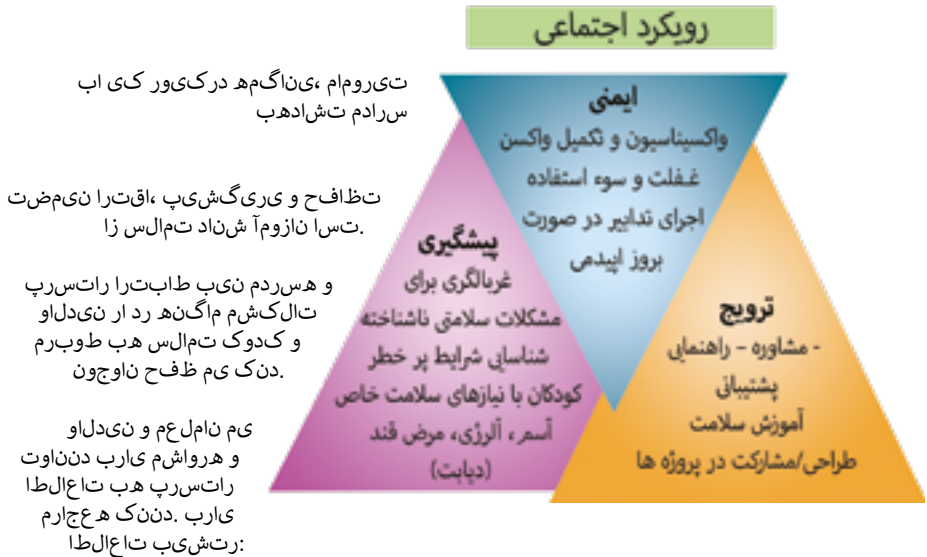 رویکرد اجتماعی
تیرومام ،یناگمه درکیور کی اب
سرادم تشادهب
تظافح و یریگشیپ ،اقترا نیمضت
.تسا نازومآ شناد تمالس زا
و هسردم نیب طابترا راتسرپ
تالکشم ماگنه رد ار نیدلاو
و کدوک تمالس هب طوبرم
.دنک یم ظفح ناوجون
یم ناملعم و نیدلاو
و هرواشم یارب دنناوت
راتسرپ هب تاعالطا
یارب .دننک هعجارم
:رتشیب تاعالطا
ایمنی
واکسیناسیون و تکمیل واکسن
غفلت و سوء استفاده
اجرای تدابیر در صورت
بروز اپیدمی
پیشگیری
غربالگری برای
مشکلات سلامتی ناشناخته
شناسایی شرایط پر خطر
کودکان با نیازهای سلامت خاص
آسم، آلرژی، مرض قند
(دیابت)
ترویج
- مشاوره – راهنمایی
پشتیبانی
آموزش سلامت
طراحی/مشارکت در پروژه ها